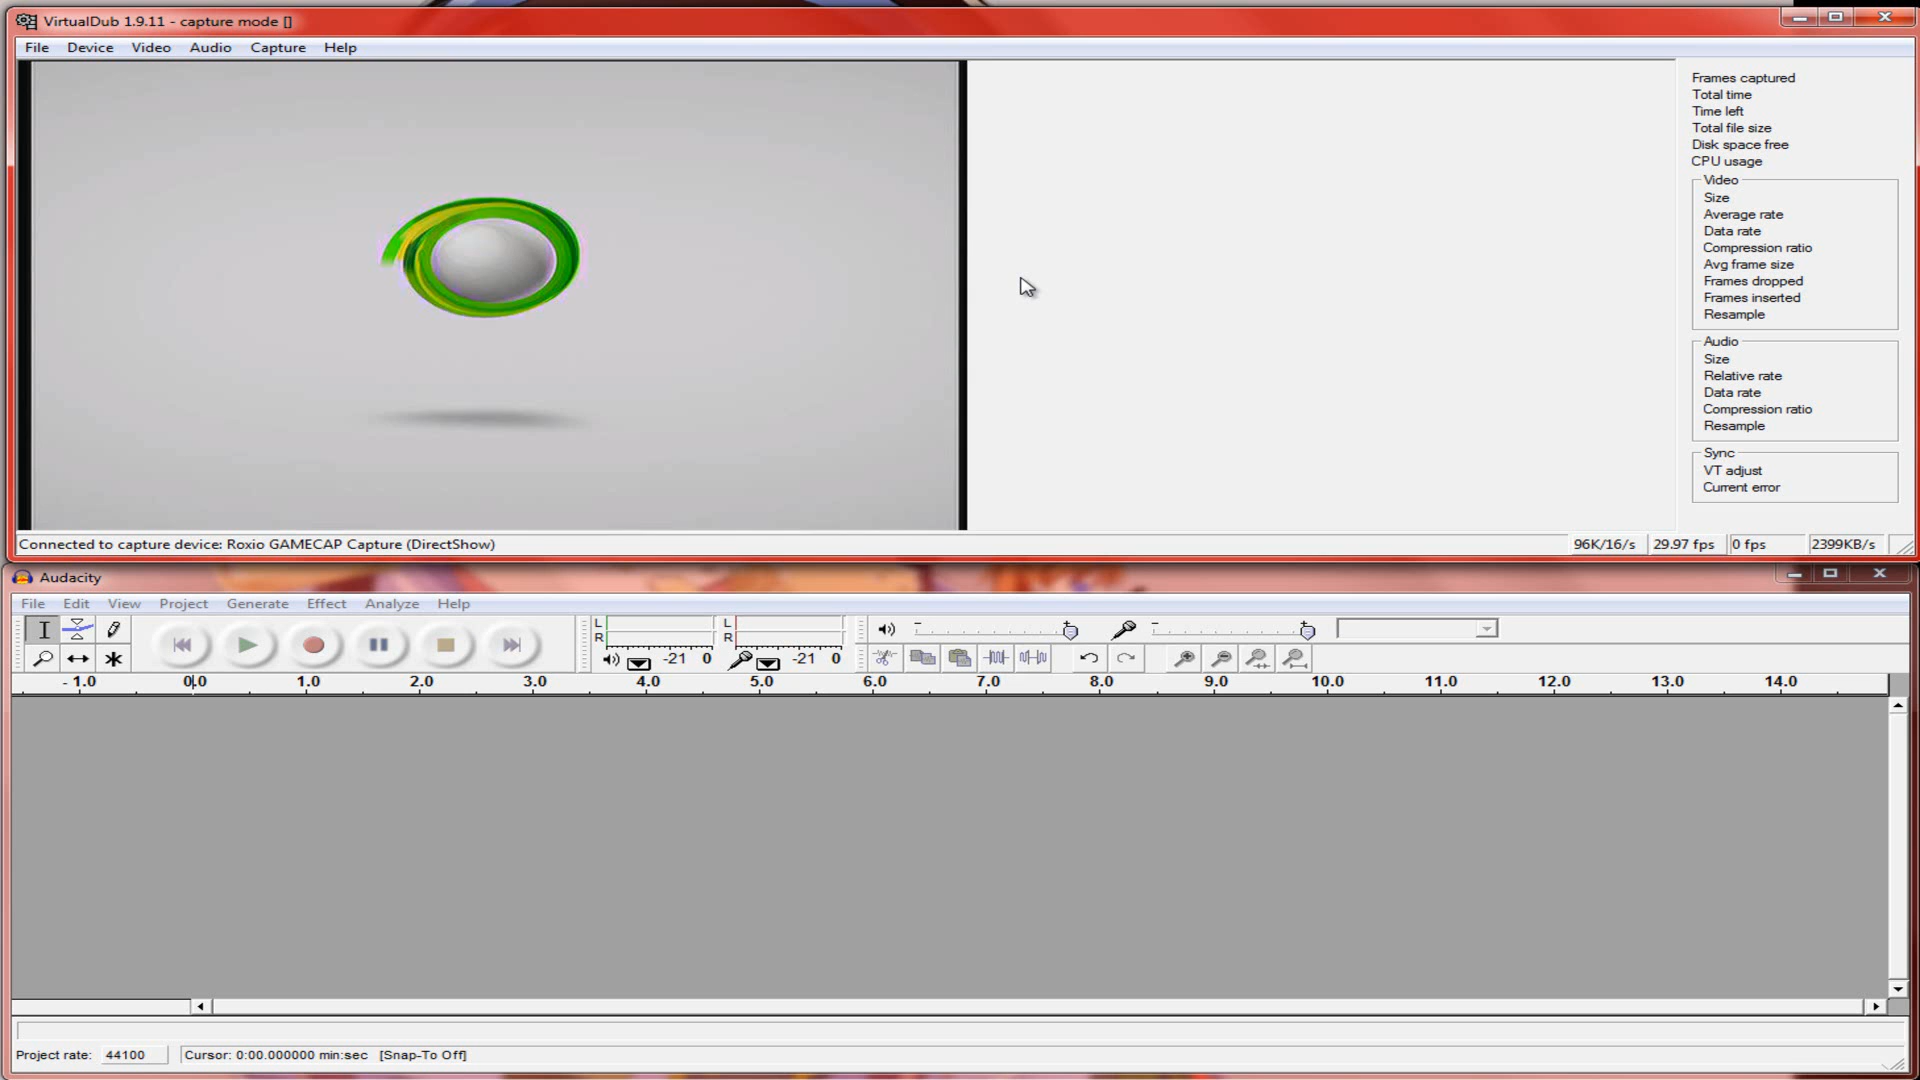 VirtualDub 1.9.11 - capture mode []
File Device Video Audio Capture Help
Frames captured
Total time
Time left
Total file size
Disk space free
CPU usage
Video
Size
Average rate
Data rate
Compression ratio
Avg frame size
Frames dropped
Frames inserted
Resample
Audio
Size
Relative rate
Data rate
Compression ratio
Resample
Sync
VT adjust
Current error
Connected to capture device: Roxio GAMECAP Capture (DirectShow) 96K/16/s 29.97 fps 0 fps 2399KB/s
Audacity
File Edit View Project Generate Effect Analyze Help
L L
R R
-21 0 -21 0
- 1.0 0.0 1.0 2.0 3.0 4.0 5.0 6.0 7.0 8.0 9.0 10.0 11.0 12.0 13.0 14.0
Project rate: 44100 Cursor: 0:00.000000 min:sec [Snap-To Off]